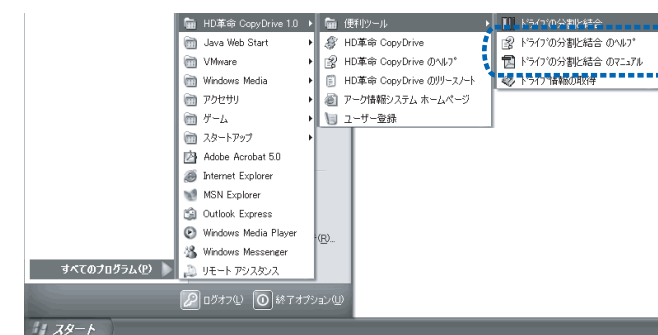 HD革命 CopyDrive 1.0
Java Web Start
VMware
Windows Media
アクセサリ
ゲーム
スタートアップ
Adobe Acrobat 5.0
Internet Explorer
MSN Explorer
Outlook Express
Windows Media Player
Windows Messenger
リモート アシスタンス
便利ツール
HD革命 CopyDrive
HD革命 CopyDrive のヘルプ
HD革命 CopyDrive のリリースノート
アーク情報システム ホームページ
ユーザー登録
ドライブの分割と結合
ドライブの分割と結合 のヘルプ
ドライブの分割と結合 のマニュアル
ドライブ情報の取得
(R)...
すべてのプログラム(P)
ログオフ(L)
終了オプション(U)
スタート